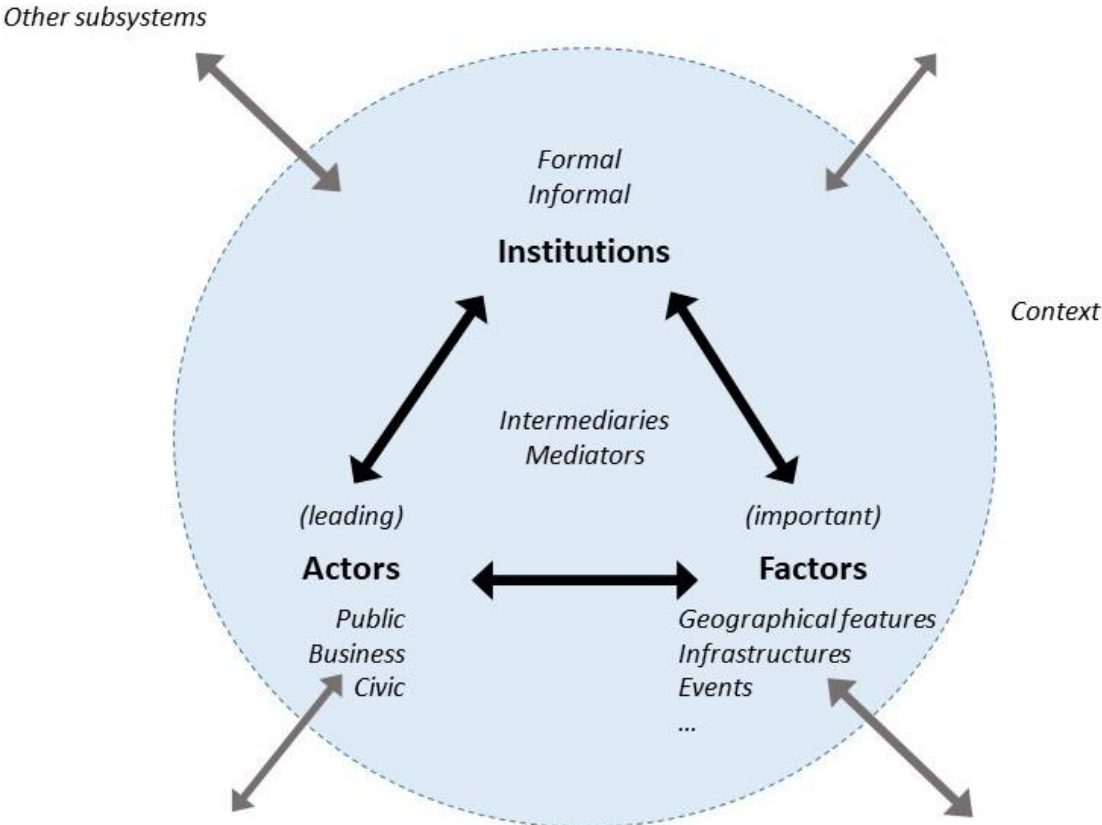 Other subsystems
Formal
Informal
Institutions
Context
Intermediaries
Mediators
(leading)
Actors
Public
Business
Civic
(important)
Factors
Geographical features
Infrastructures
Events
...